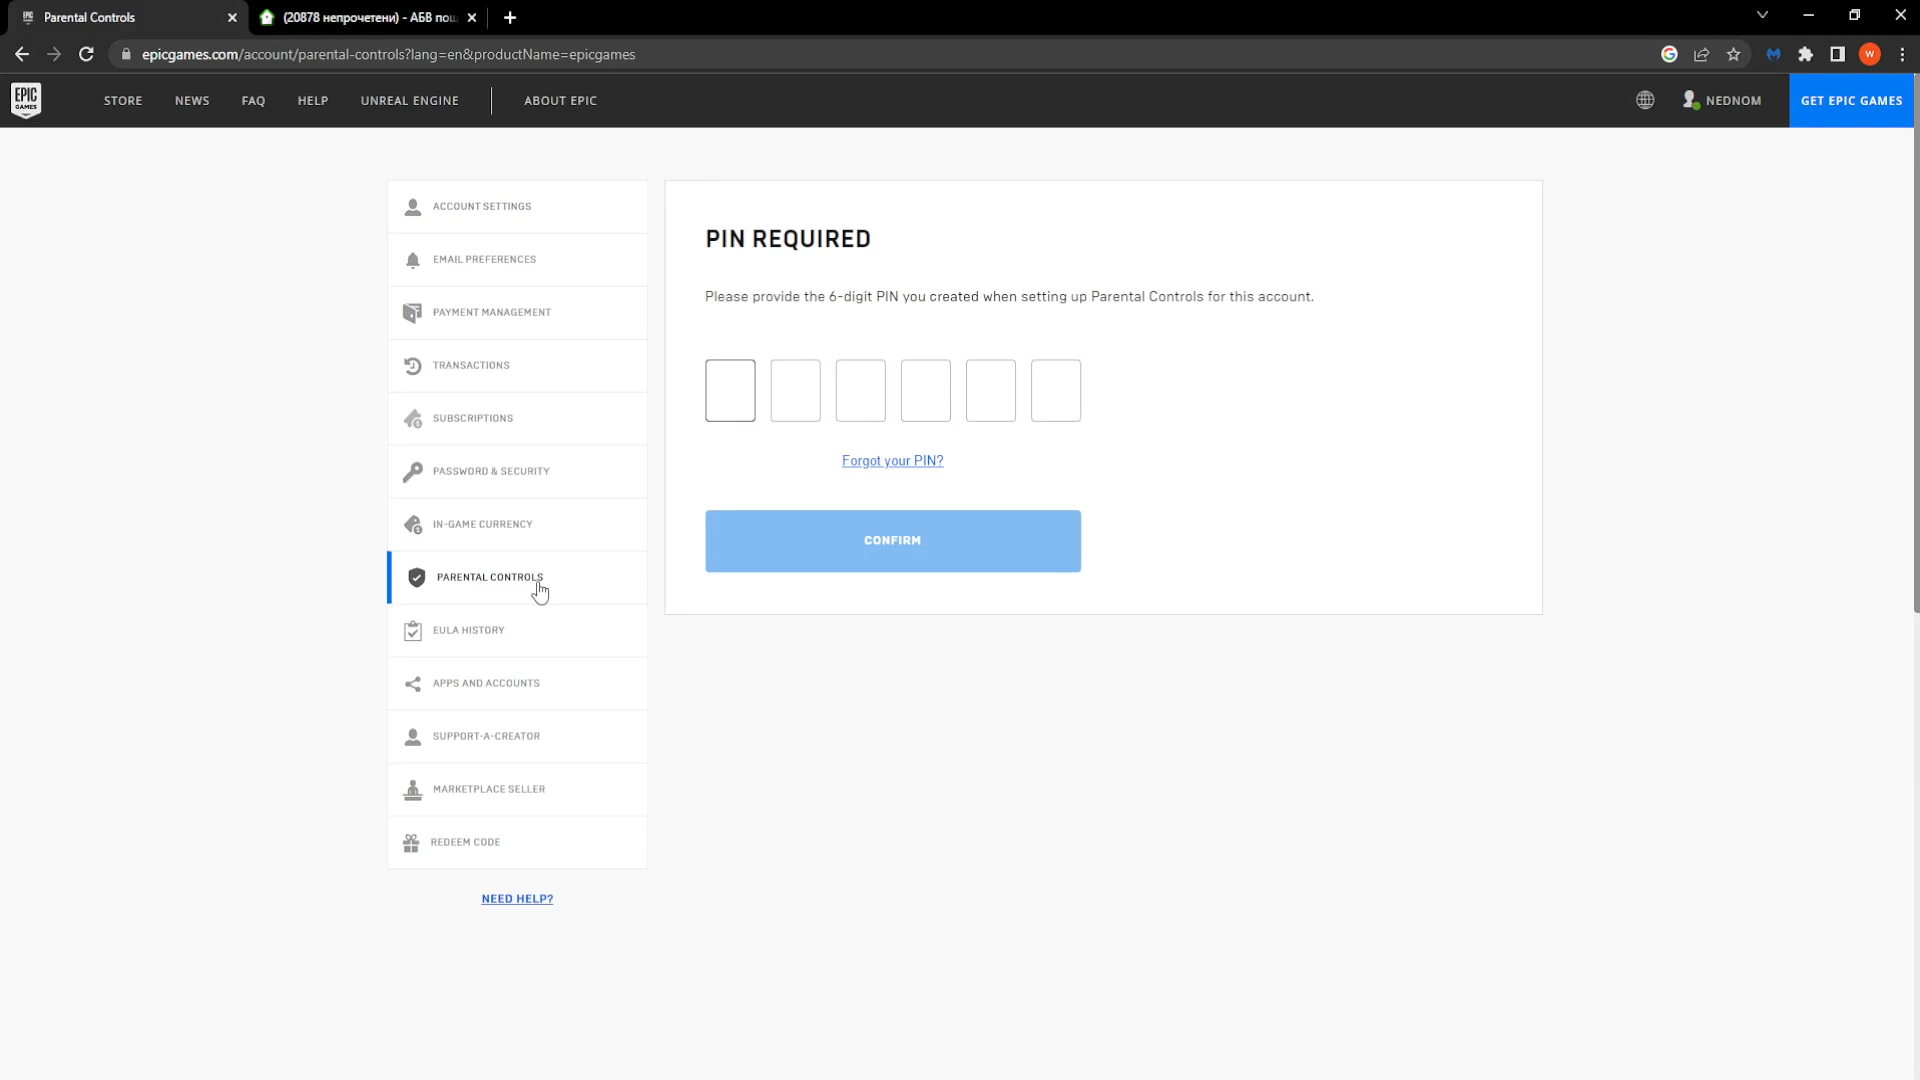 Parental Controls
(20878 непрочетени) - АБВ пощ
epicgames.com/account/parental-controls?lang=en&productName=epicgames
W
EPIC GAMES
STORE
NEWS
FAQ
HELP
UNREAL ENGINE
ABOUT EPIC
NEDNOM
GET EPIC GAMES
ACCOUNT SETTINGS
EMAIL PREFERENCES
PAYMENT MANAGEMENT
TRANSACTIONS
SUBSCRIPTIONS
PASSWORD & SECURITY
IN-GAME CURRENCY
PARENTAL CONTROLS
EULA HISTORY
APPS AND ACCOUNTS
SUPPORT-A-CREATOR
MARKETPLACE SELLER
REDEEM CODE
NEED HELP?
PIN REQUIRED
Please provide the 6-digit PIN you created when setting up Parental Controls for this account.
Forgot your PIN?
CONFIRM